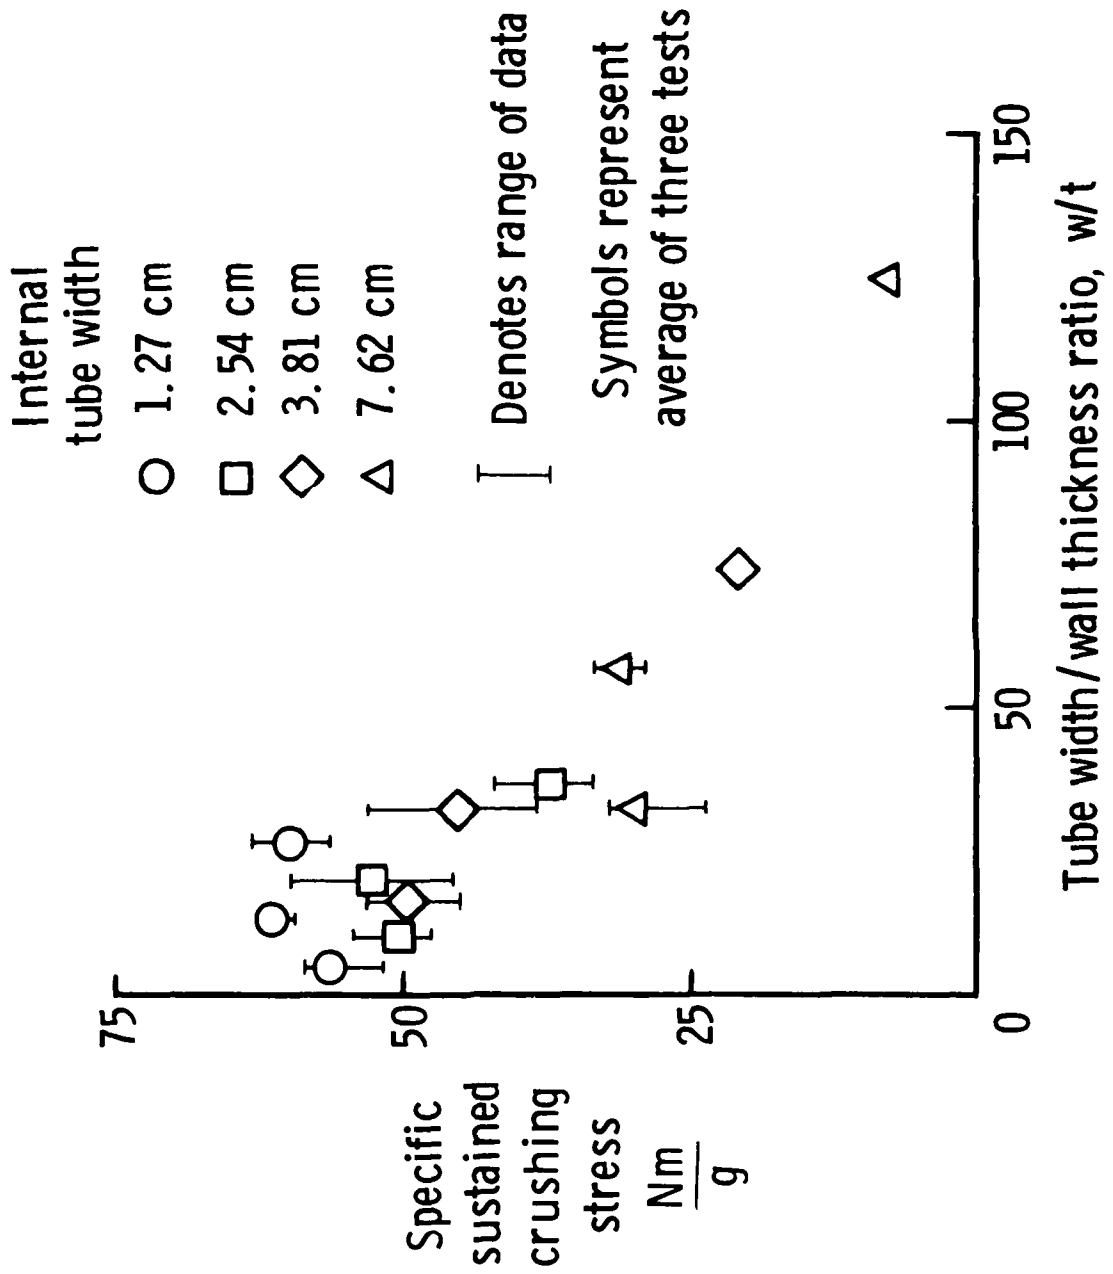 Internal
tube width
1.27 cm
2.54 cm
3.81 cm
7.62 cm
Denotes range of data
Symbols represent
average of three tests
75
50
25
0
50
100
150
Specific
sustained
crushing
stress
Nm
g
Tube width/wall thickness ratio, w/t